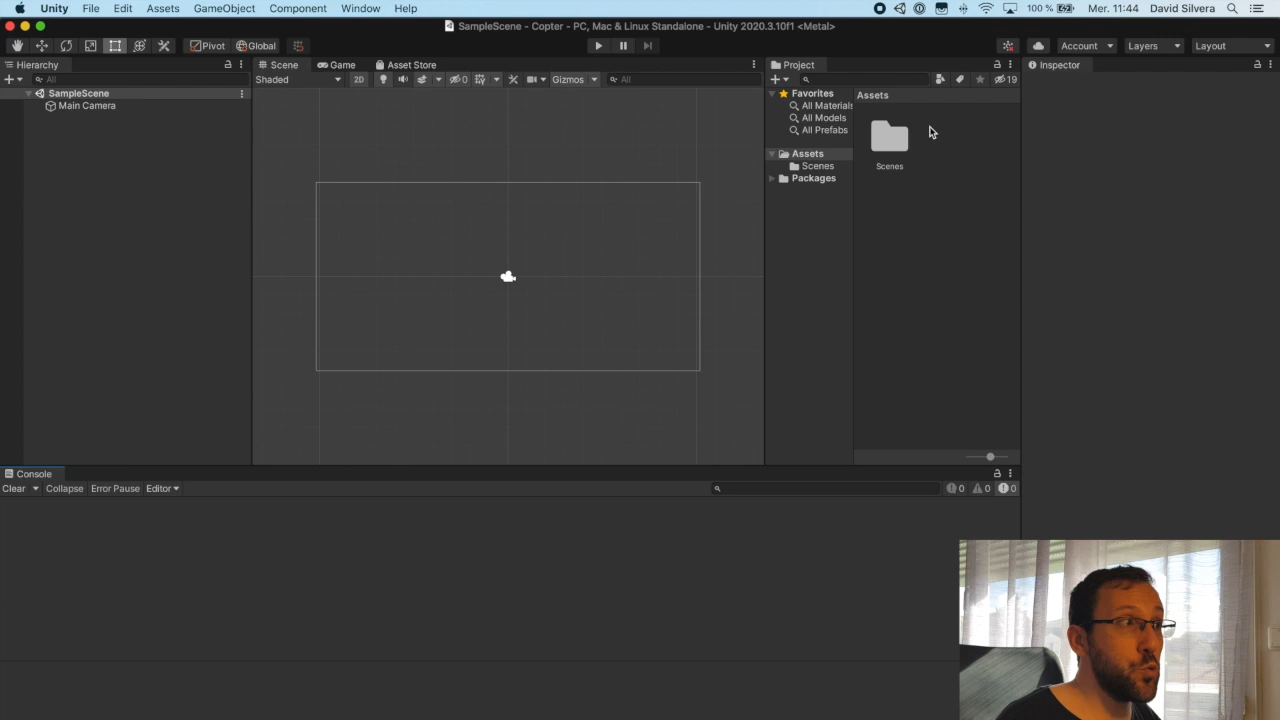 Unity File Edit Assets GameObject Component Window Help 100 % Mer. 11:44 David Silvera
SampleScene - Copter - PC, Mac & Linux Standalone - Unity 2020.3.10f1 <Metal>
Pivot Global Account Layers Layout
Hierarchy Scene Game Asset Store Project Inspector
All Shaded 2D 0 Gizmos All 19
SampleScene Favorites Assets
Main Camera All Materials
All Models
All Prefabs
Assets
Scenes Scenes
Packages
Console
Clear Collapse Error Pause Editor 0 0 0